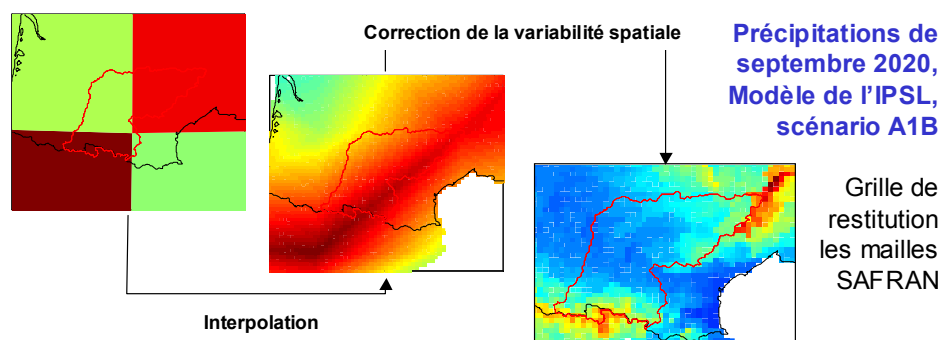 Correction de la variabilité spatiale
Précipitations de
septembre 2020,
Modèle de l'IPSL,
scénario A1B
Grille de
restitution
les mailles
SAFRAN
Interpolation